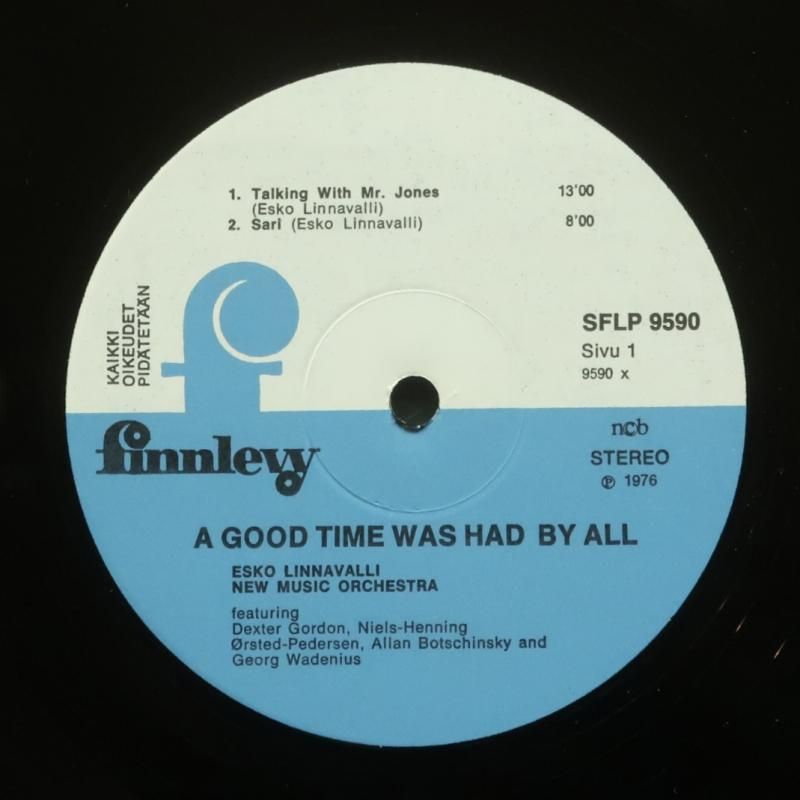 1. Talking With Mr. Jones 13'00
(Esko Linnavalli)
2. Sari (Esko Linnavalli) 8'00
KAIKKI
OIKEUDET
PIDÄTETÄÄN
SFLP 9590
Sivu 1
9590 x
finnlevy
ncb
STEREO
℗ 1976
A GOOD TIME WAS HAD BY ALL
ESKO LINNAVALLI
NEW MUSIC ORCHESTRA
featuring
Dexter Gordon, Niels-Henning
Ørsted-Pedersen, Allan Botschinsky and
Georg Wadenius